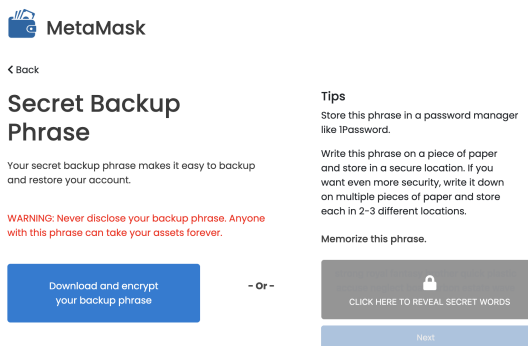 MetaMask
Back
Secret Backup
Phrase
Your secret backup phrase makes it easy to backup
and restore your account.
WARNING: Never disclose your backup phrase. Anyone
with this phrase can take your assets forever.
Download and encrypt
your backup phrase
- Or -
Tips
Store this phrase in a password manager
like 1Password.
Write this phrase on a piece of paper
and store in a secure location. If you
want even more security, write it down
on multiple pieces of paper and store
each in 2-3 different locations.
Memorize this phrase.
CLICK HERE TO REVEAL SECRET WORDS
Next